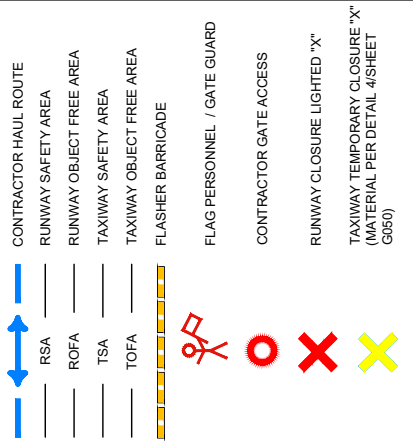 CONTRACTOR HAUL ROUTE
RSA RUNWAY SAFETY AREA
ROFA RUNWAY OBJECT FREE AREA
TSA TAXIWAY SAFETY AREA
TOFA TAXIWAY OBJECT FREE AREA
FLASHER BARRICADE
FLAG PERSONNEL / GATE GUARD
CONTRACTOR GATE ACCESS
RUNWAY CLOSURE LIGHTED "X"
TAXIWAY TEMPORARY CLOSURE "X"
(MATERIAL PER DETAIL 4/SHEET
G050)